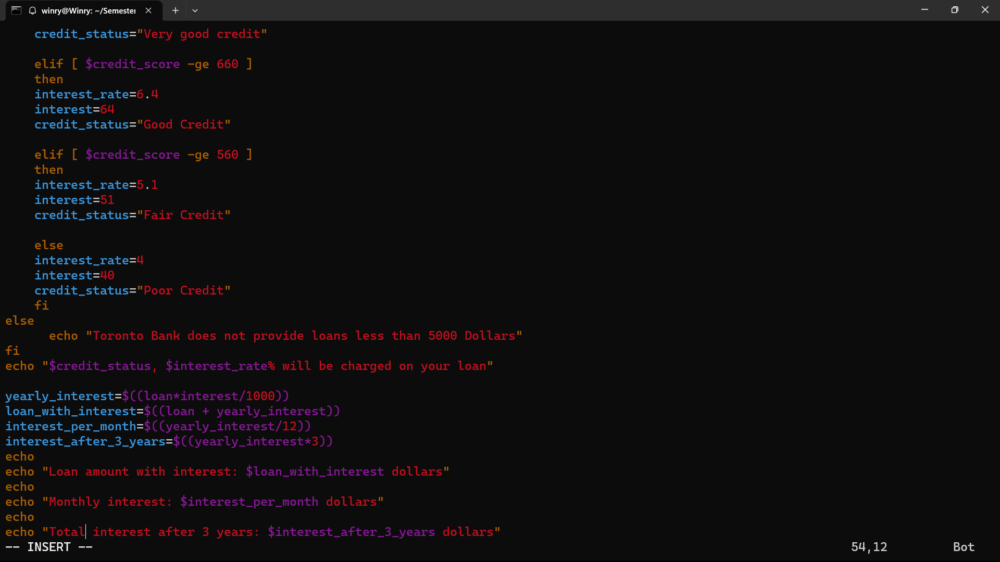 winry@Winry: ~/Semester
credit_status="Very good credit"
elif [ $credit_score -ge 660 ]
then
interest_rate=6.4
interest=64
credit_status="Good Credit"
elif [ $credit_score -ge 560 ]
then
interest_rate=5.1
interest=51
credit_status="Fair Credit"
else
interest_rate=4
interest=40
credit_status="Poor Credit"
fi
else
echo "Toronto Bank does not provide loans less than 5000 Dollars"
fi
echo "$credit_status, $interest_rate% will be charged on your loan"
yearly_interest=$((loan*interest/1000))
loan_with_interest=$((loan + yearly_interest))
interest_per_month=$((yearly_interest/12))
interest_after_3_years=$((yearly_interest*3))
echo
echo "Loan amount with interest: $loan_with_interest dollars"
echo
echo "Monthly interest: $interest_per_month dollars"
echo
echo "Total interest after 3 years: $interest_after_3_years dollars"
-- INSERT -- 54,12 Bot